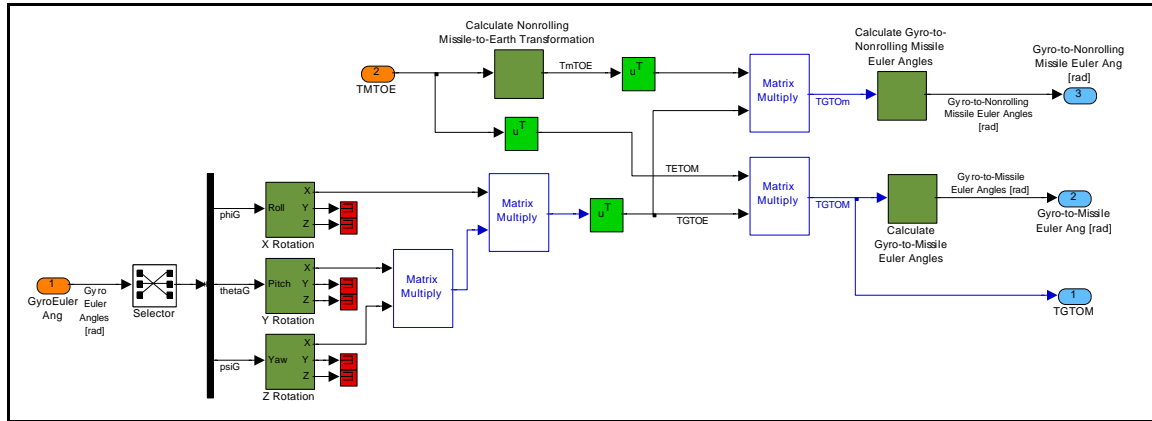 Calculate Nonrolling
Missile-to-Earth Transformation
Calculate Gyro-to-
Nonrolling Missile
Euler Angles
Gyro-to-Nonrolling
Missile Euler Ang
[rad]
2
TMTOE
TmTOE
u^T
Matrix
Multiply
TGTOm
Gyro-to-Nonrolling
Missile Euler Angles
[rad]
3
u^T
TETOM
Matrix
Multiply
TGTOM
Gyro-to-Missile
Euler Angles [rad]
2
Gyro-to-Missile
Euler Ang [rad]
Calculate
Gyro-to-Missile
Euler Angles
phiG
Roll
X
Y
Z
X Rotation
Matrix
Multiply
u^T
TGTOE
1
GyroEuler
Ang
Gyro
Euler
Angles
[rad]
Selector
thetaG
Pitch
X
Y
Z
Y Rotation
Matrix
Multiply
1
TGTOM
psiG
Yaw
X
Y
Z
Z Rotation